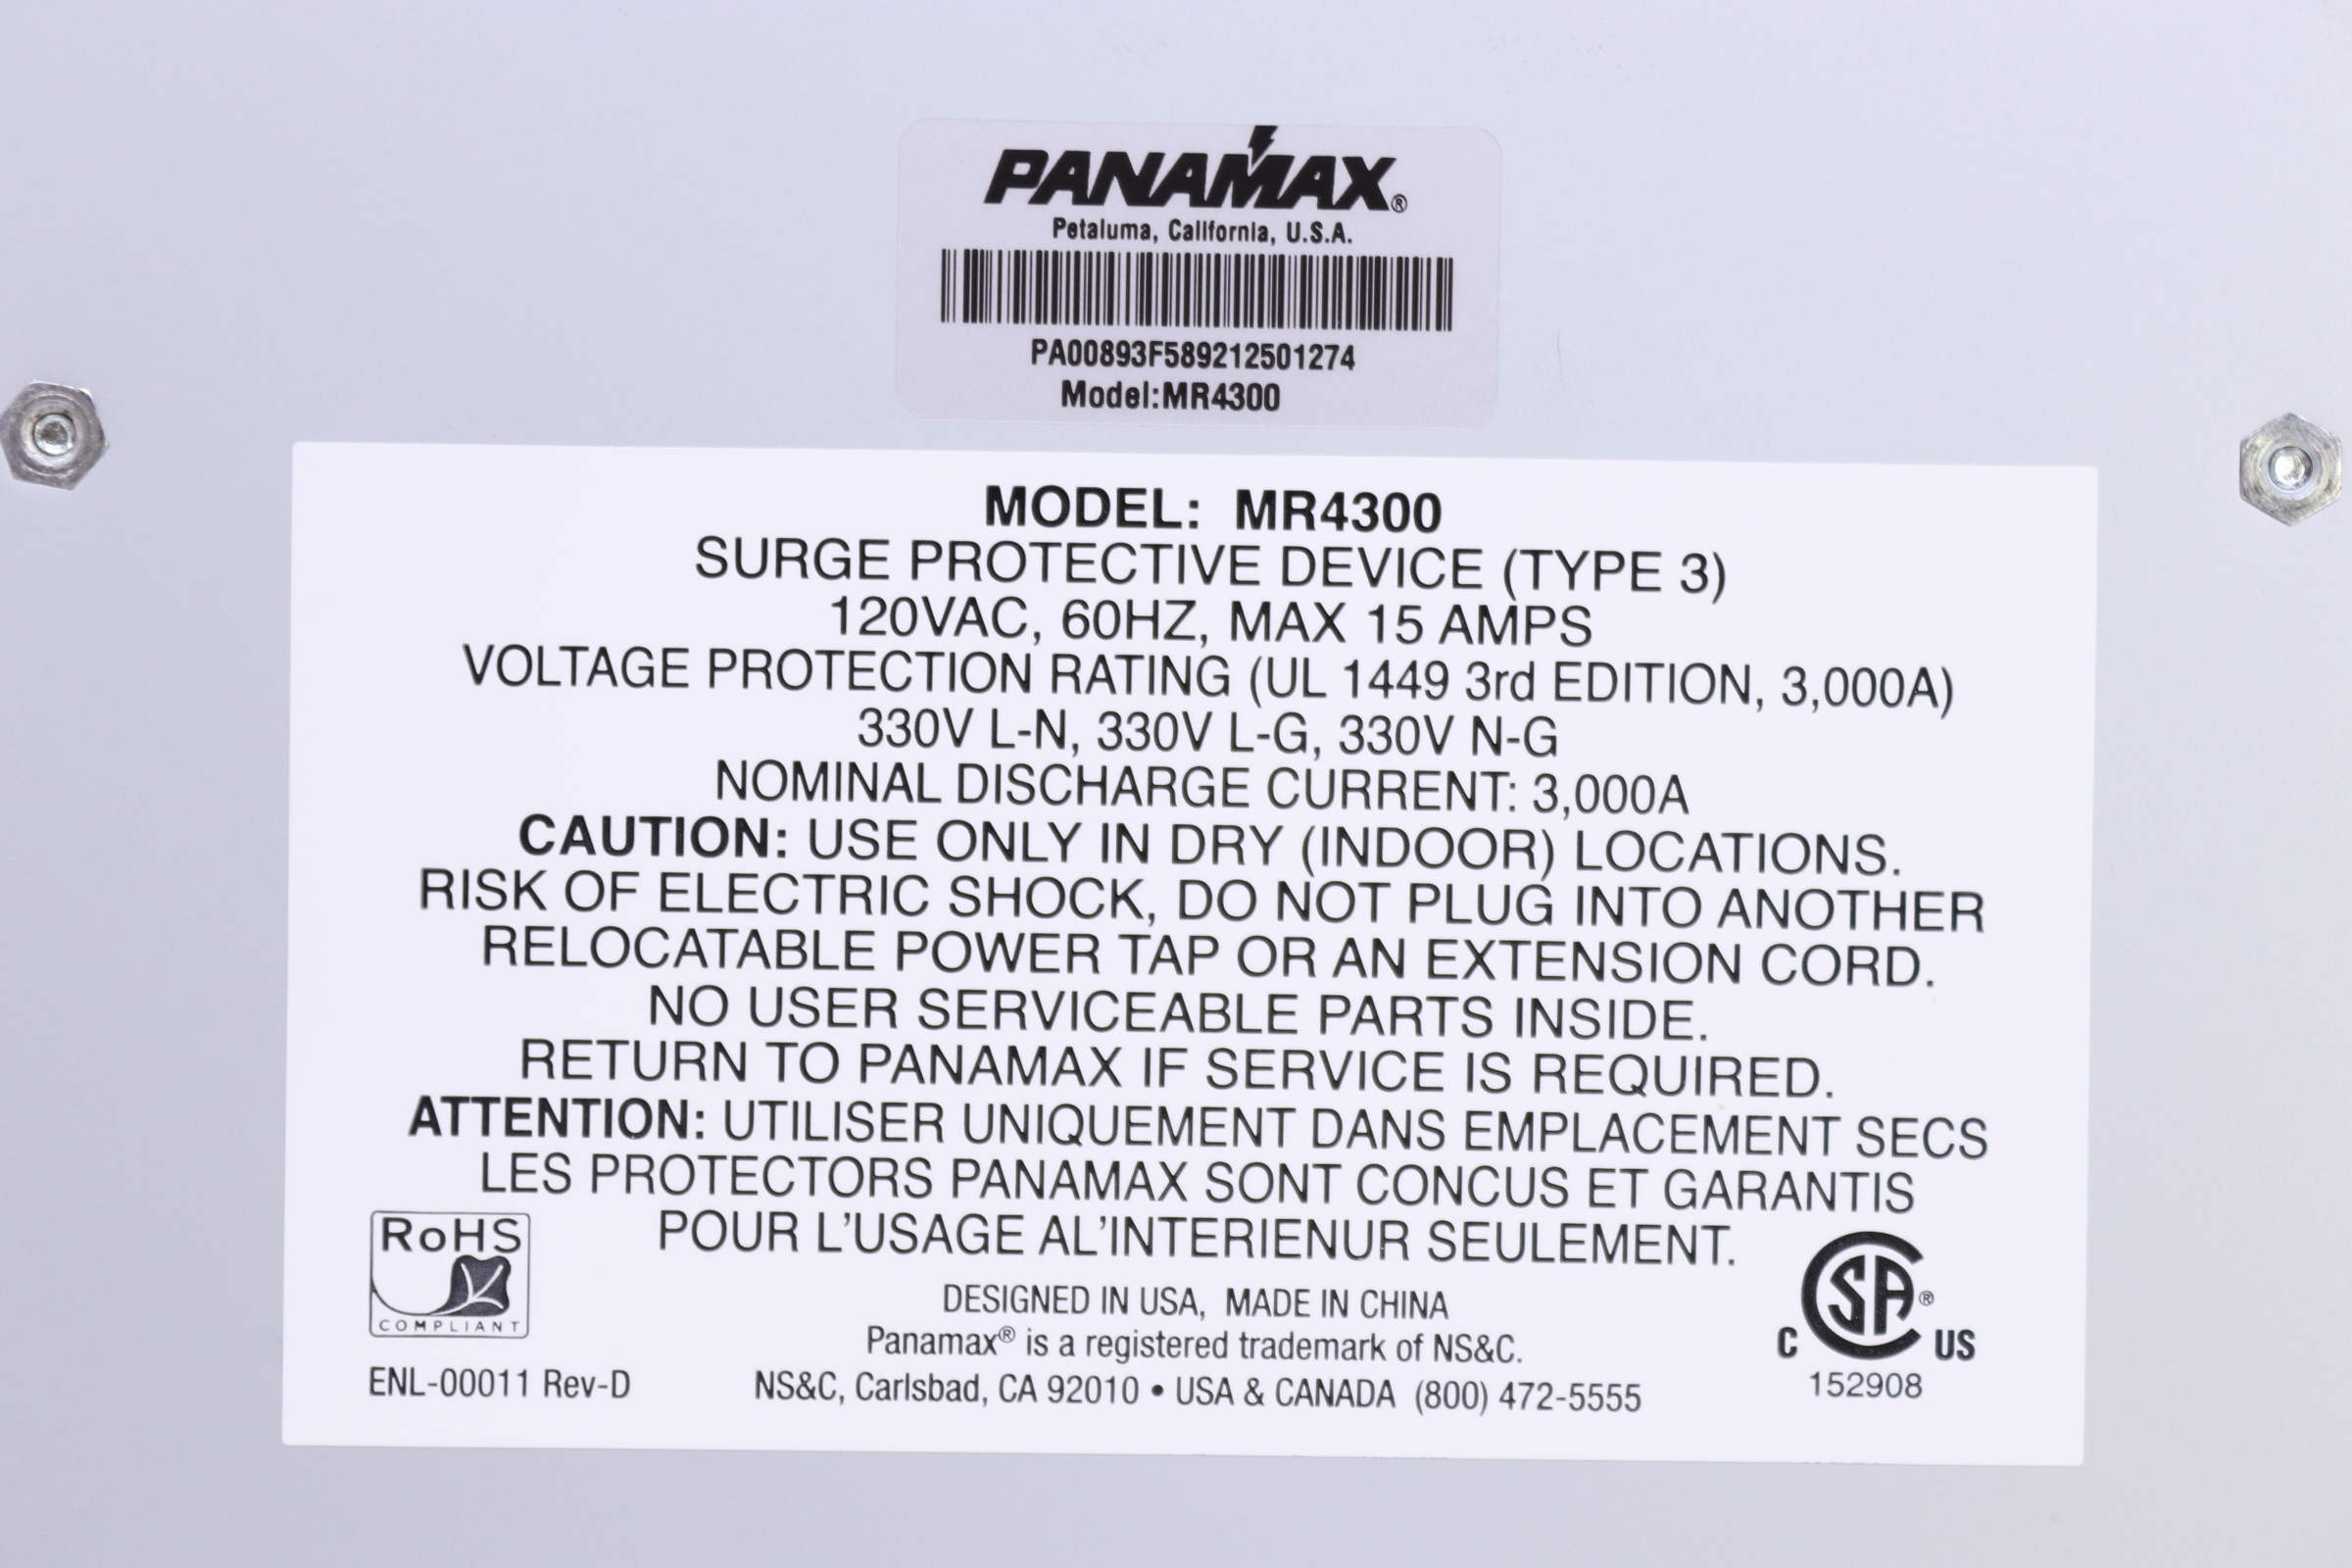 PANAMAX®
Petaluma, California, U.S.A.
PA00893F589212501274
Model:MR4300
MODEL: MR4300
SURGE PROTECTIVE DEVICE (TYPE 3)
120VAC, 60HZ, MAX 15 AMPS
VOLTAGE PROTECTION RATING (UL 1449 3rd EDITION, 3,000A)
330V L-N, 330V L-G, 330V N-G
NOMINAL DISCHARGE CURRENT: 3,000A
CAUTION: USE ONLY IN DRY (INDOOR) LOCATIONS.
RISK OF ELECTRIC SHOCK, DO NOT PLUG INTO ANOTHER
RELOCATABLE POWER TAP OR AN EXTENSION CORD.
NO USER SERVICEABLE PARTS INSIDE.
RETURN TO PANAMAX IF SERVICE IS REQUIRED.
ATTENTION: UTILISER UNIQUEMENT DANS EMPLACEMENT SECS
LES PROTECTORS PANAMAX SONT CONCUS ET GARANTIS
POUR L'USAGE AL'INTERIENUR SEULEMENT.
RoHS
COMPLIANT
DESIGNED IN USA, MADE IN CHINA
Panamax® is a registered trademark of NS&C.
ENL-00011 Rev-D
NS&C, Carlsbad, CA 92010 • USA & CANADA (800) 472-5555
C SA® US
152908